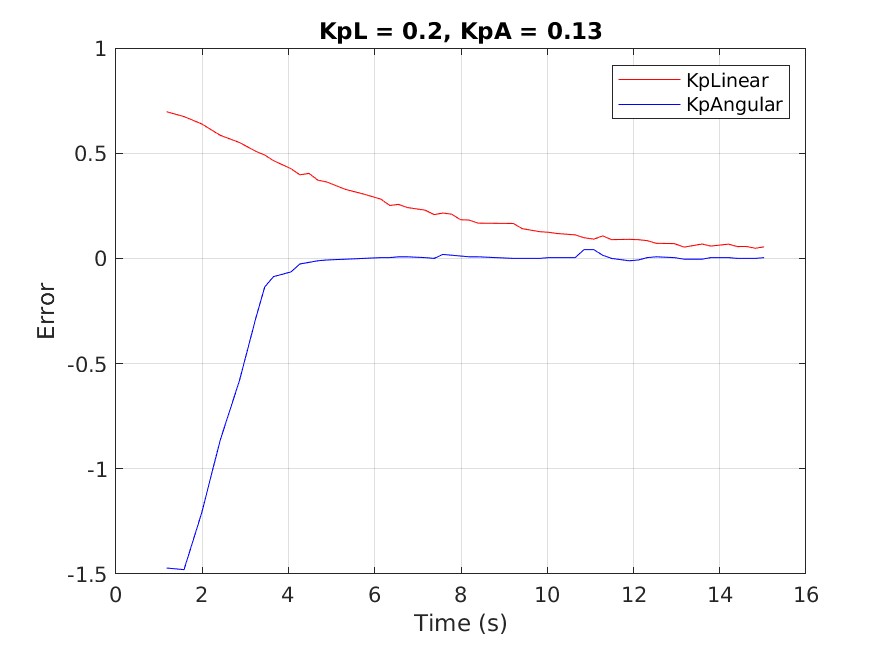 KpL = 0.2, KpA = 0.13
1
KpLinear
KpAngular
0.5
0
Error
-0.5
-1
-1.5
0 2 4 6 8 10 12 14 16
Time (s)